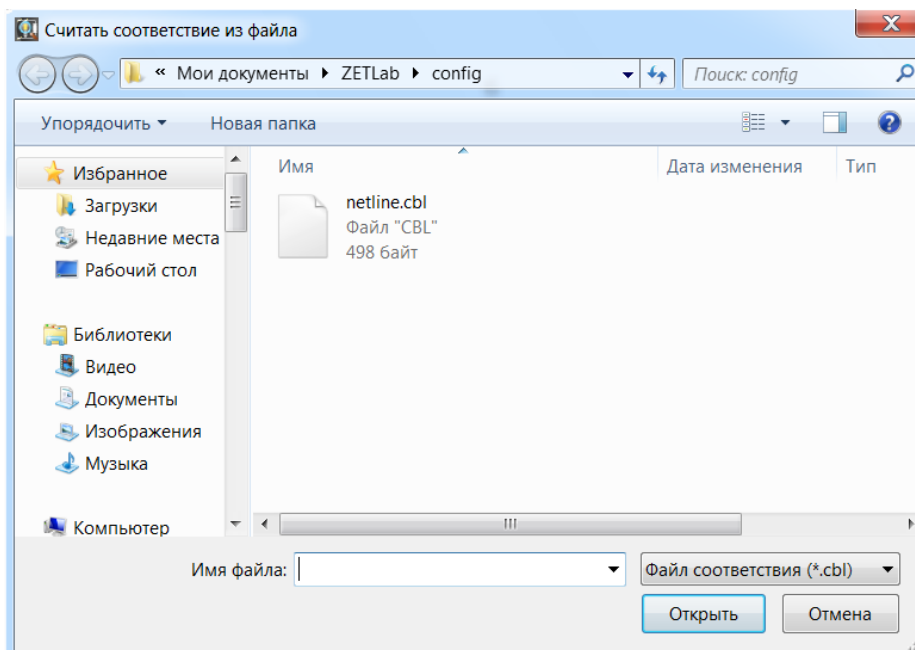 Считать соответствие из файла
« Мои документы ▸ ZETLab ▸ config
Поиск: config
Упорядочить
Новая папка
Имя
Дата изменения
Тип
Избранное
Загрузки
Недавние места
Рабочий стол
Библиотеки
Видео
Документы
Изображения
Музыка
Компьютер
netline.cbl
Файл "CBL"
498 байт
Имя файла:
Файл соответствия (*.cbl)
Открыть
Отмена